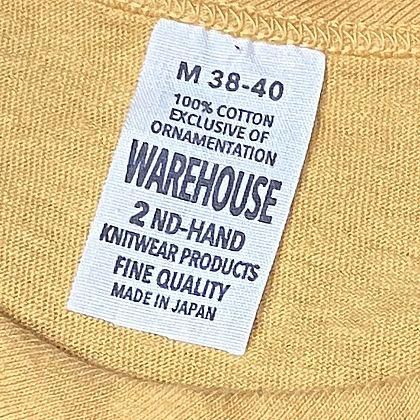 M 38-40
100% COTTON
EXCLUSIVE OF
ORNAMENTATION
WAREHOUSE
2 ND-HAND
KNITWEAR PRODUCTS
FINE QUALITY
MADE IN JAPAN